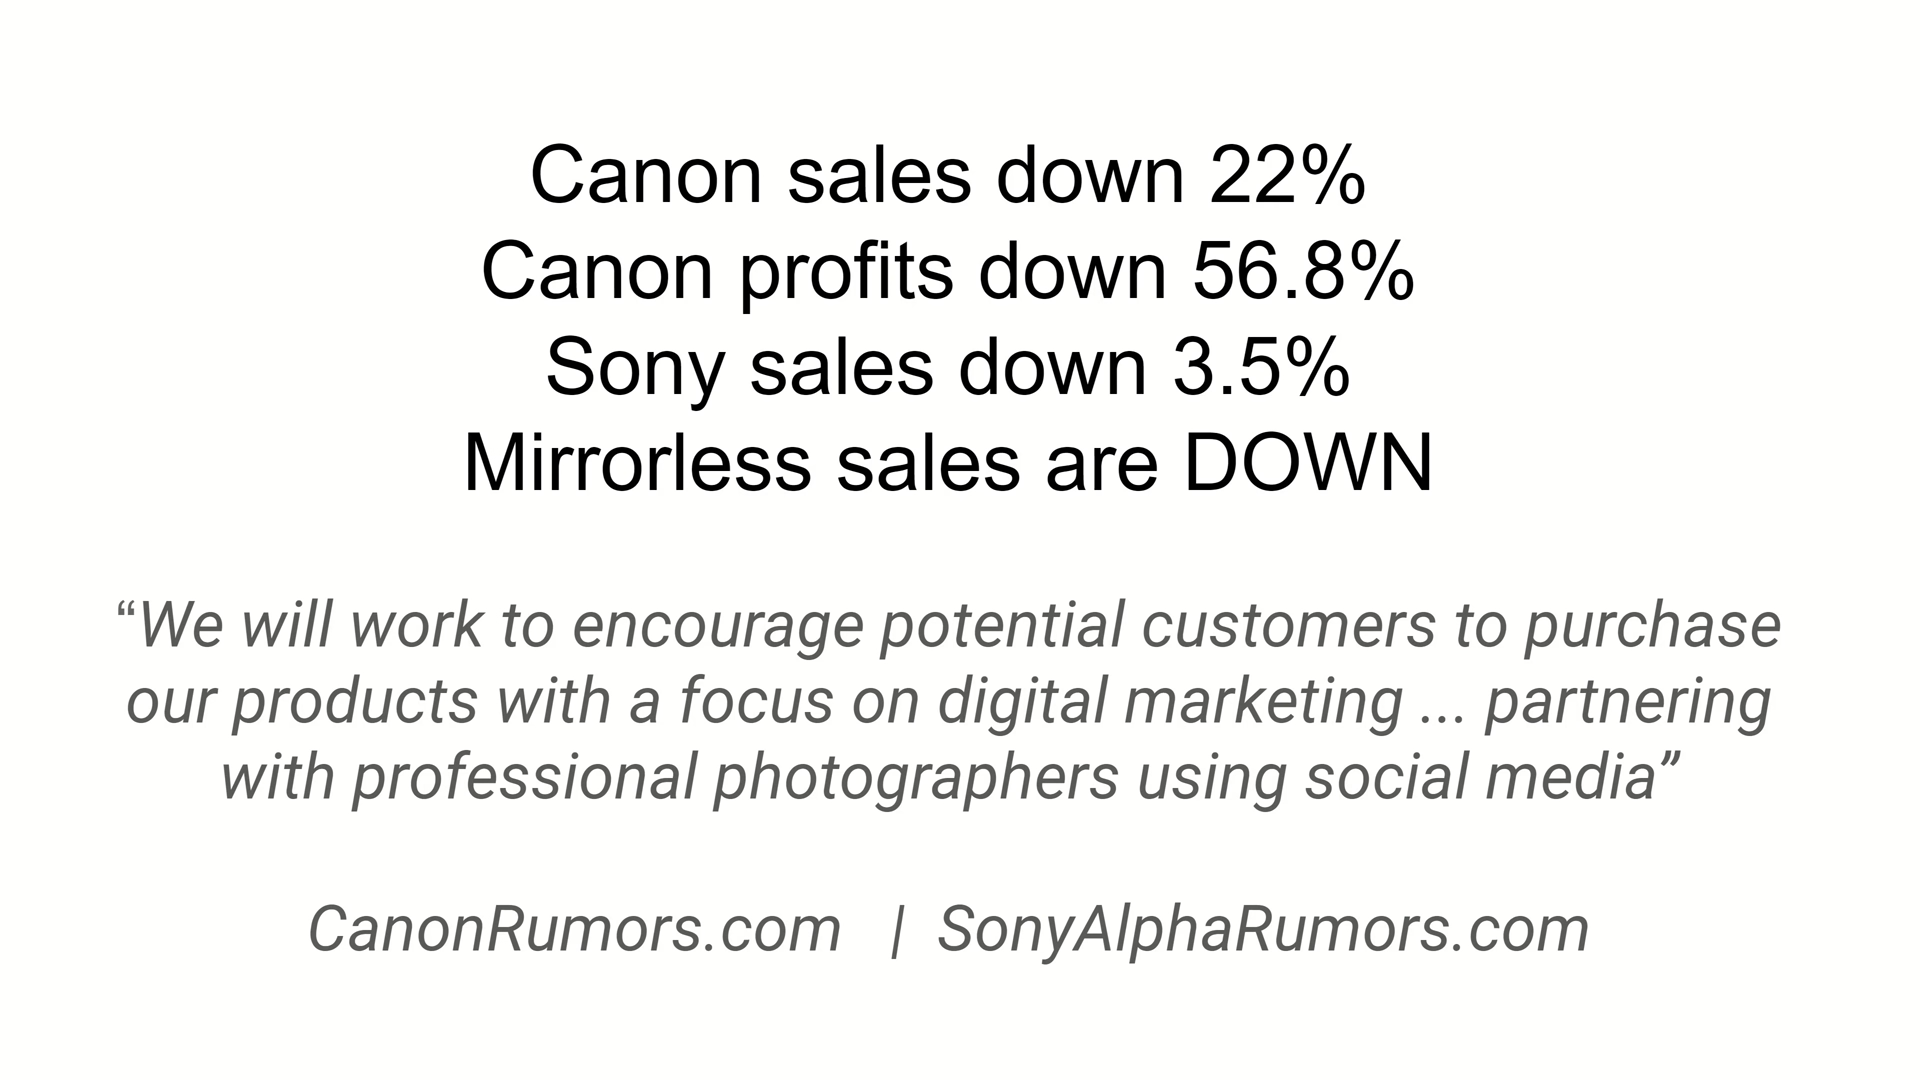 Canon sales down 22%
Canon profits down 56.8%
Sony sales down 3.5%
Mirrorless sales are DOWN
“We will work to encourage potential customers to purchase
our products with a focus on digital marketing ... partnering
with professional photographers using social media”
CanonRumors.com | SonyAlphaRumors.com